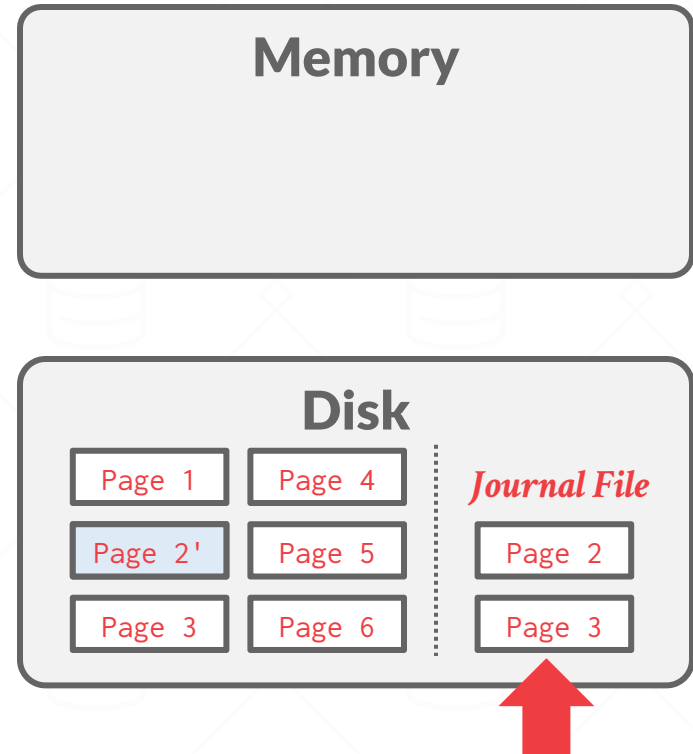 Memory
Disk
Page 1
Page 4
Journal File
Page 2'
Page 5
Page 2
Page 3
Page 6
Page 3